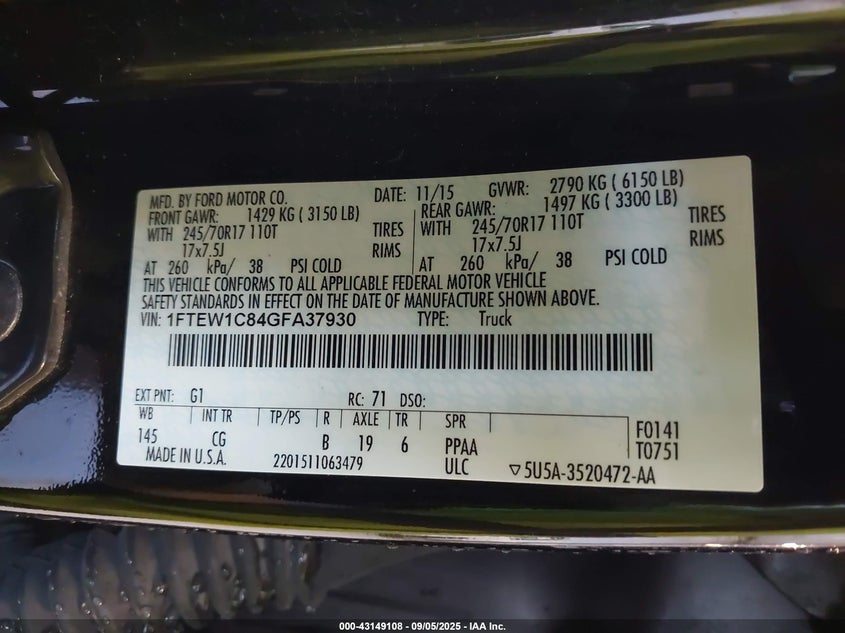 MFD. BY FORD MOTOR CO. DATE: 11/15 GVWR: 2790 KG ( 6150 LB)
FRONT GAWR: 1429 KG ( 3150 LB) REAR GAWR: 1497 KG ( 3300 LB)
WITH 245/70R17 110T TIRES WITH 245/70R17 110T TIRES
17x7.5J RIMS 17x7.5J RIMS
AT 260 kPa/ 38 PSI COLD AT 260 kPa/ 38 PSI COLD
THIS VEHICLE CONFORMS TO ALL APPLICABLE FEDERAL MOTOR VEHICLE
SAFETY STANDARDS IN EFFECT ON THE DATE OF MANUFACTURE SHOWN ABOVE.
VIN: 1FTEW1C84GFA37930 TYPE: Truck
EXT PNT: G1 RC: 71 DSO:
WB INT TR TP/PS R AXLE TR SPR F0141
145 CG B 19 6 PPAA T0751
MADE IN U.S.A. 2201511063479 ULC ▽5U5A-3520472-AA
000-43149108 - 09/05/2025 - IAA Inc.